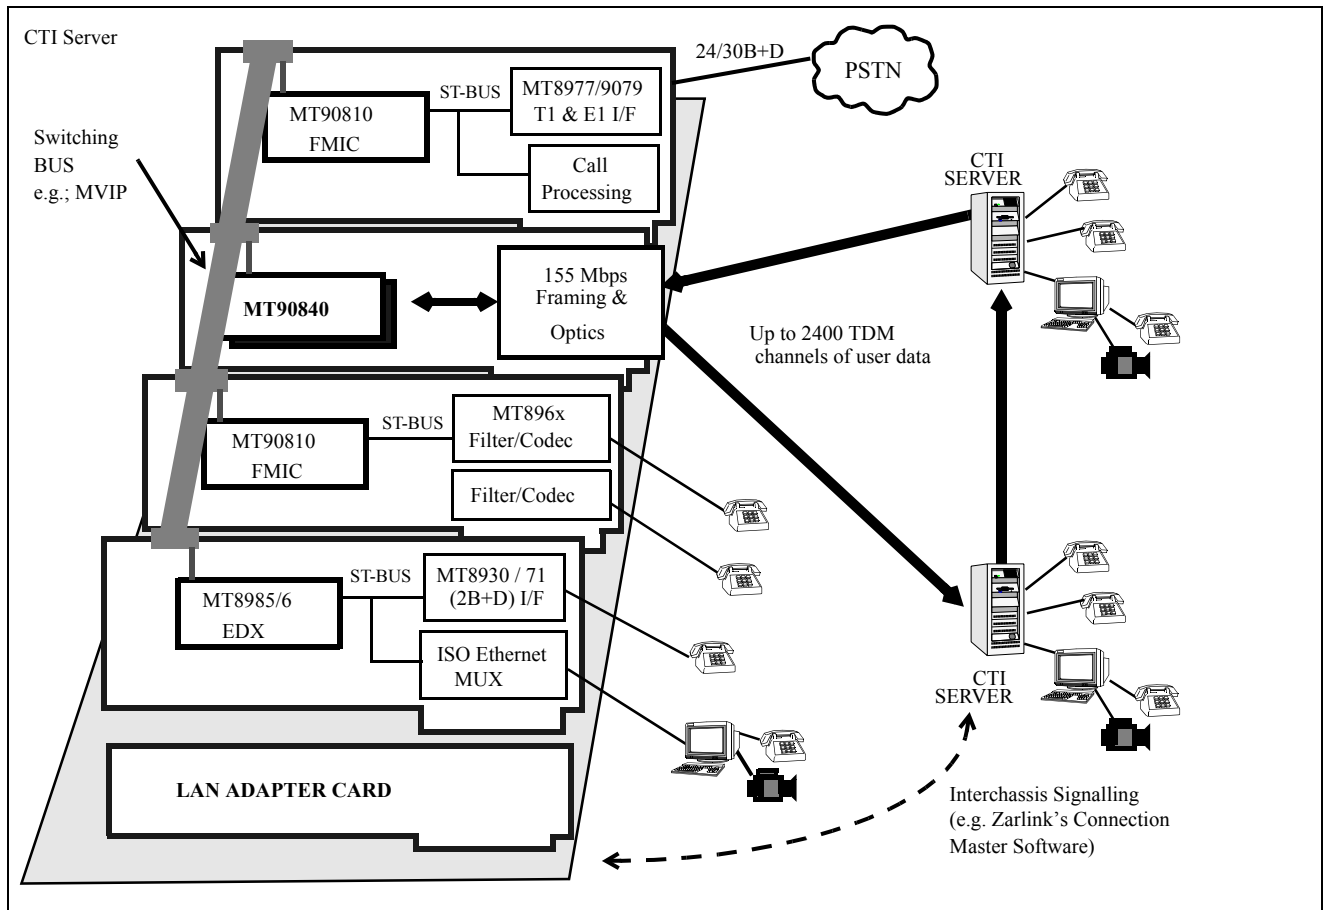 CTI Server
24/30B+D
PSTN
ST-BUS
MT8977/9079
T1 & E1 I/F
MT90810
FMIC
Call
Processing
Switching
BUS
e.g.; MVIP
CTI
SERVER
MT90840
155 Mbps
Framing &
Optics
Up to 2400 TDM
channels of user data
MT90810
FMIC
ST-BUS
MT896x
Filter/Codec
Filter/Codec
MT8985/6
EDX
ST-BUS
MT8930 / 71
(2B+D) I/F
ISO Ethernet
MUX
CTI
SERVER
LAN ADAPTER CARD
Interchassis Signalling
(e.g. Zarlink's Connection
Master Software)